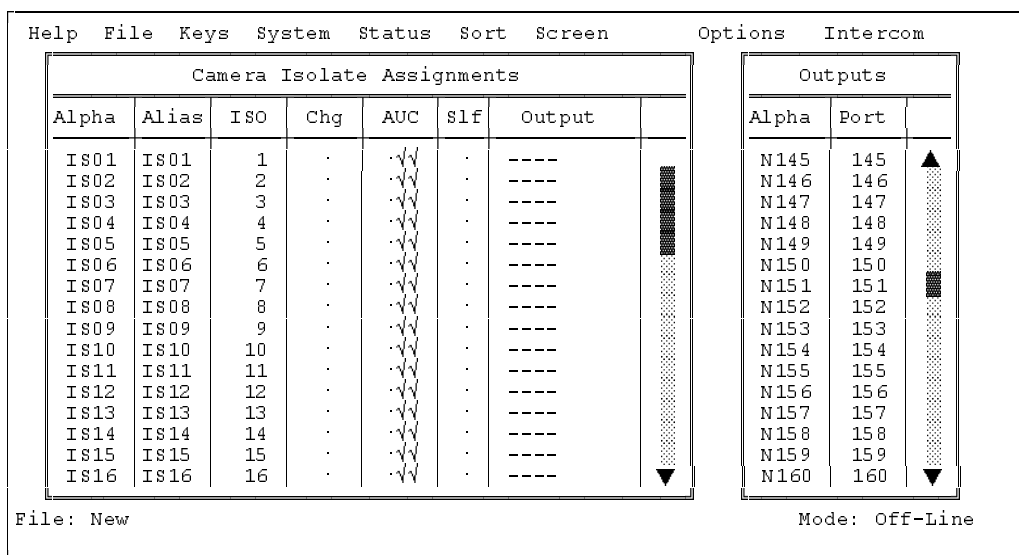 Help File Keys System Status Sort Screen Options Intercom
Camera Isolate Assignments
Alpha Alias ISO Chg AUC Slf Output
IS01 IS01 1 · ·√√ · ----
IS02 IS02 2 · ·√√ · ----
IS03 IS03 3 · ·√√ · ----
IS04 IS04 4 · ·√√ · ----
IS05 IS05 5 · ·√√ · ----
IS06 IS06 6 · ·√√ · ----
IS07 IS07 7 · ·√√ · ----
IS08 IS08 8 · ·√√ · ----
IS09 IS09 9 · ·√√ · ----
IS10 IS10 10 · ·√√ · ----
IS11 IS11 11 · ·√√ · ----
IS12 IS12 12 · ·√√ · ----
IS13 IS13 13 · ·√√ · ----
IS14 IS14 14 · ·√√ · ----
IS15 IS15 15 · ·√√ · ----
IS16 IS16 16 · ·√√ · ----
Outputs
Alpha Port
N145 145
N146 146
N147 147
N148 148
N149 149
N150 150
N151 151
N152 152
N153 153
N154 154
N155 155
N156 156
N157 157
N158 158
N159 159
N160 160
File: New Mode: Off-Line